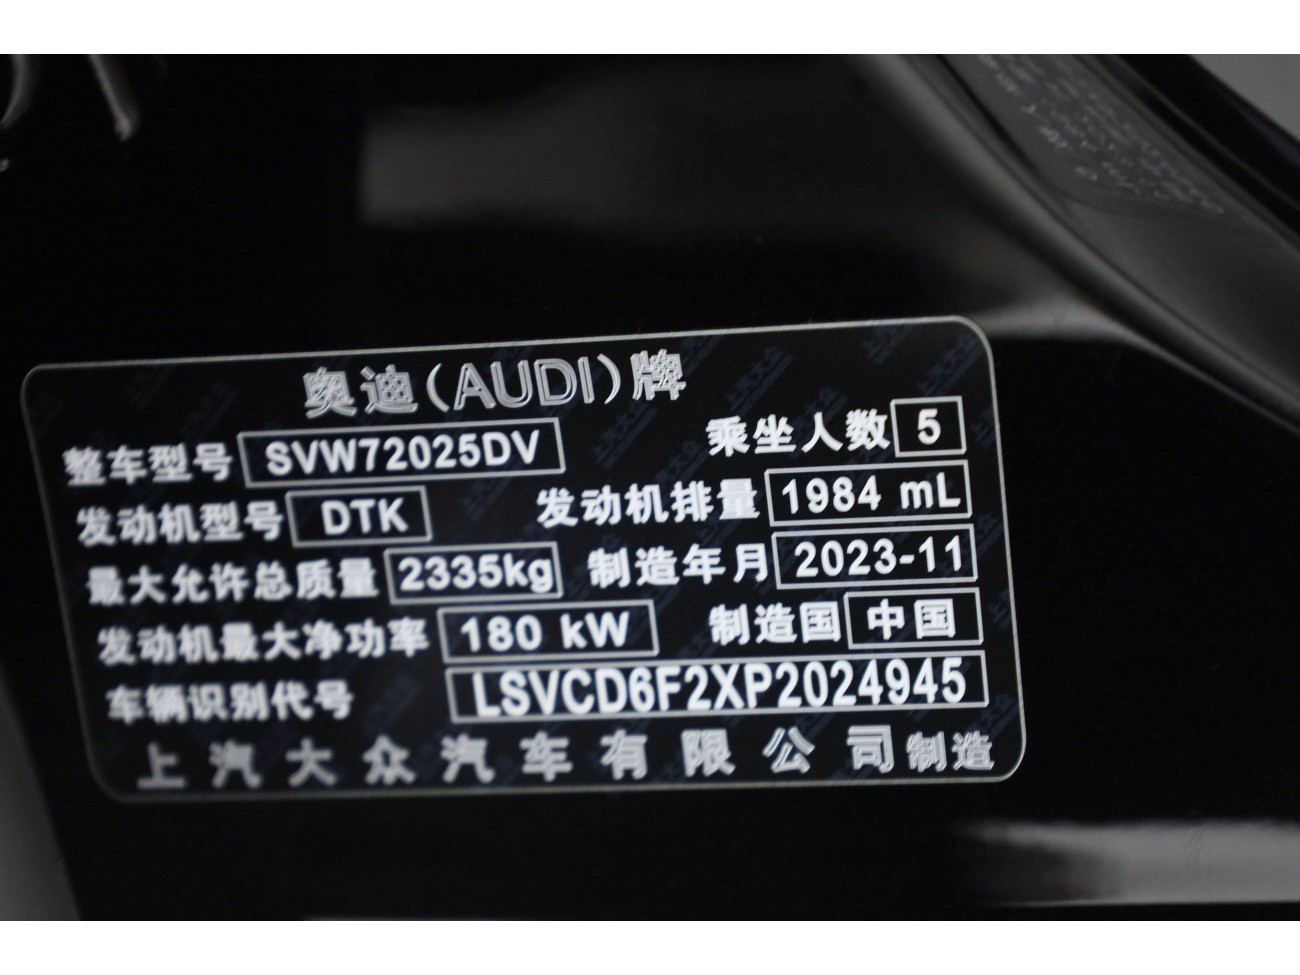 奥迪(AUDI)牌
整车型号 SVW72025DV 乘坐人数 5
发动机型号 DTK 发动机排量 1984 mL
最大允许总质量 2335kg 制造年月 2023-11
发动机最大净功率 180 kW 制造国 中国
车辆识别代号 LSVCD6F2XP2024945
上汽大众汽车有限公司制造